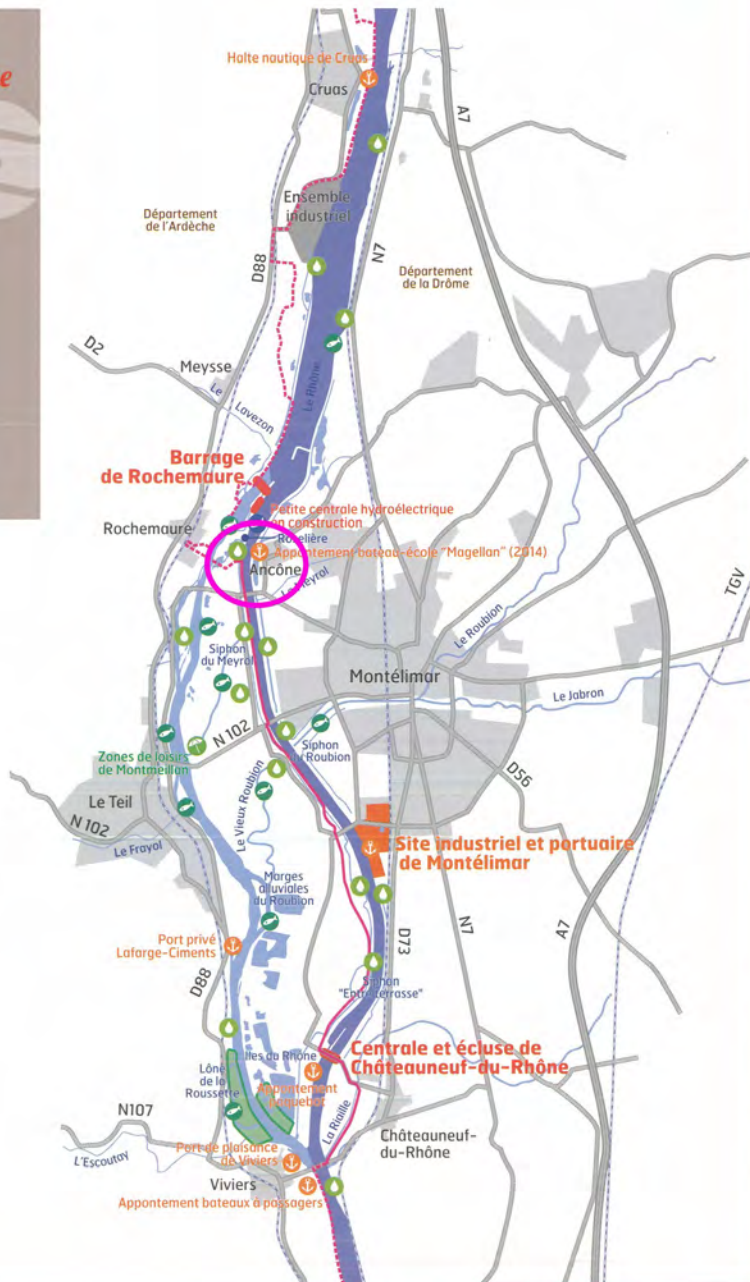 e
Halte nautique de Cruas
Cruas
A7
Ensemble
industriel
Département
de l'Ardèche
N7
D88
Département
de la Drôme
D2
Meysse
Le Rhône
Le
Lavezon
Barrage
de Rochemaure
Petite centrale hydroélectrique
en construction
Rochemaure
Roselière
Appontement bateau-école "Magellan" (2014)
Ancône
Le Meyrol
TGV
Le Roubion
Siphon
du Meyrol
Montélimar
Le Jabron
N 102
Siphon
du Roubion
Zones de loisirs
de Montmeillan
D56
Le Teil
Le Vieux Roubion
N 102
Site industriel et portuaire
de Montélimar
Le Frayol
Marges
alluviales
du Roubion
Port privé
Lafarge-Ciments
D73
N7
A7
D88
Siphon
"Entre terrasse"
Iles du Rhône
Centrale et écluse de
Châteauneuf-du-Rhône
Lône
de la
Roussette
Appontement
paquebot
N107
La Riaille
Châteauneuf-
du-Rhône
L'Escoutay
Port de plaisance
de Viviers
Viviers
Appontement bateaux à passagers